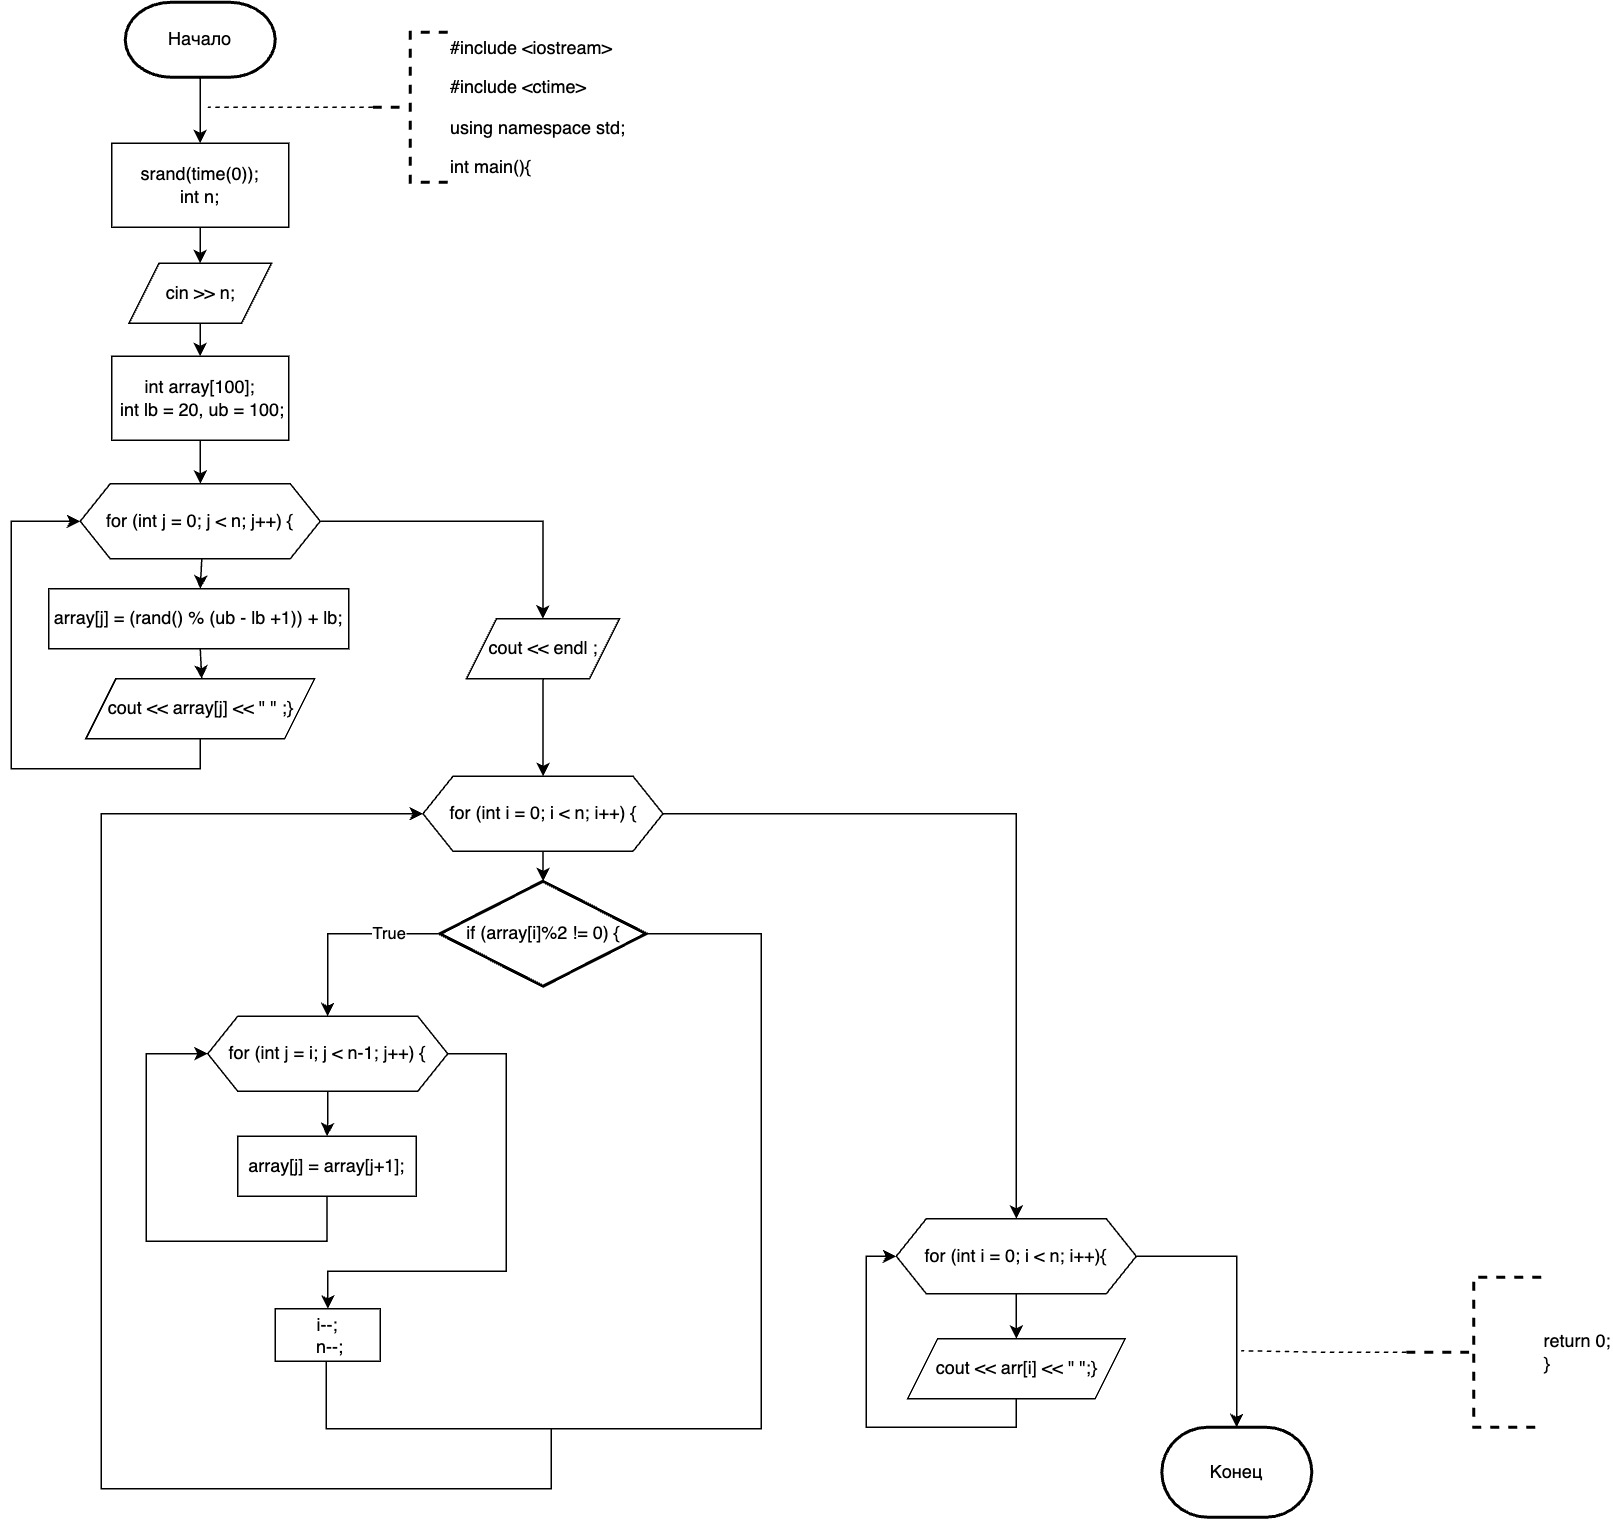 Начало
#include <iostream>
#include <ctime>
using namespace std;
int main(){
srand(time(0));
int n;
cin >> n;
int array[100];
int lb = 20, ub = 100;
for (int j = 0; j < n; j++) {
array[j] = (rand() % (ub - lb +1)) + lb;
cout << array[j] << " " ;}
cout << endl ;
for (int i = 0; i < n; i++) {
if (array[i]%2 != 0) {
True
for (int j = i; j < n-1; j++) {
array[j] = array[j+1];
i--;
n--;
for (int i = 0; i < n; i++){
cout << arr[i] << " ";}
return 0;
}
Конец